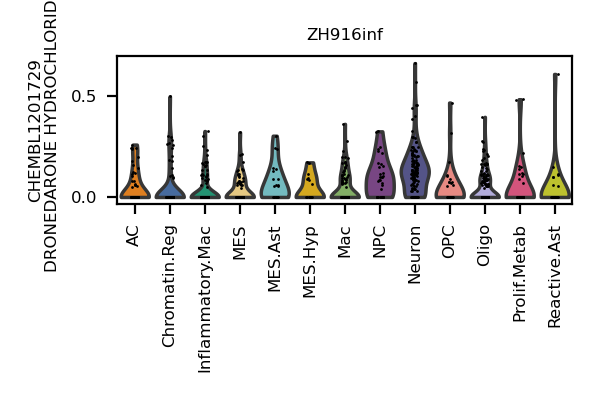 ZH916inf
CHEMBL1201729
DRONEDARONE HYDROCHLORID
0.5
0.0
AC
Chromatin.Reg
Inflammatory.Mac
MES
MES.Ast
MES.Hyp
Mac
NPC
Neuron
OPC
Oligo
Prolif.Metab
Reactive.Ast